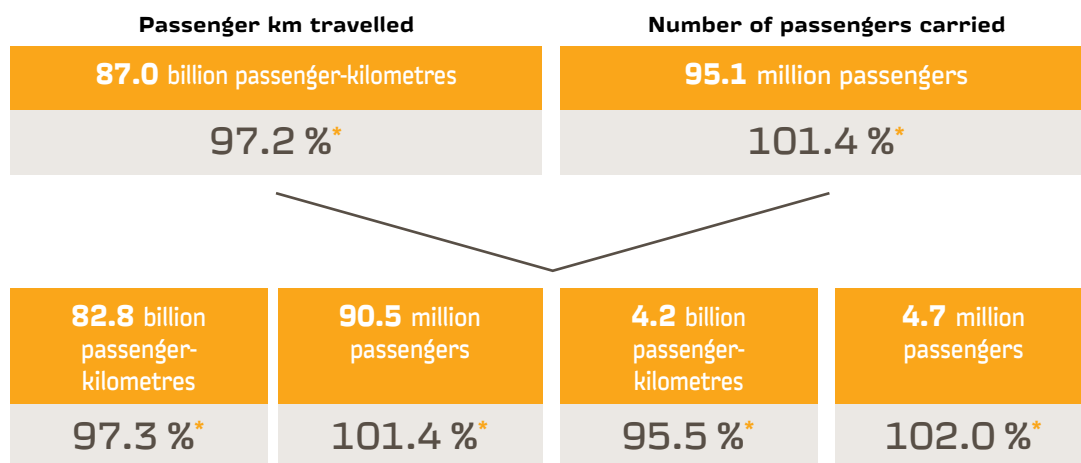 Passenger km travelled
Number of passengers carried
87.0 billion passenger-kilometres
95.1 million passengers
97.2 %*
101.4 %*
82.8 billion
passenger-
kilometres
90.5 million
passengers
4.2 billion
passenger-
kilometres
4.7 million
passengers
97.3 %*
101.4 %*
95.5 %*
102.0 %*